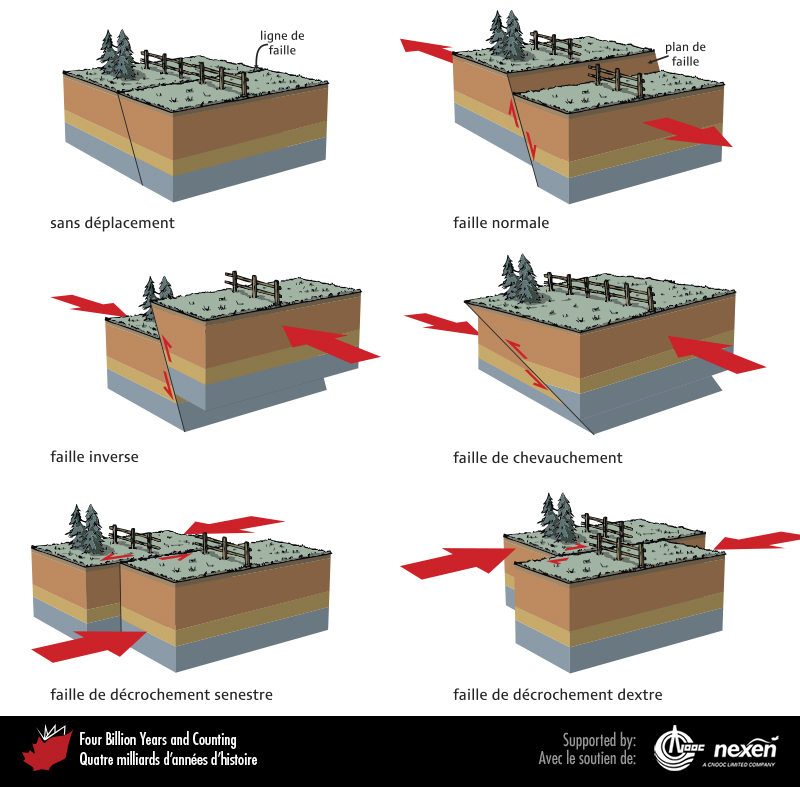 ligne de
faille
plan de
faille
sans déplacement
faille normale
faille inverse
faille de chevauchement
faille de décrochement senestre
faille de décrochement dextre
Four Billion Years and Counting
Quatre milliards d'années d'histoire
Supported by:
Avec le soutien de:
CNOOC
nexen
A CNOOC LIMITED COMPANY